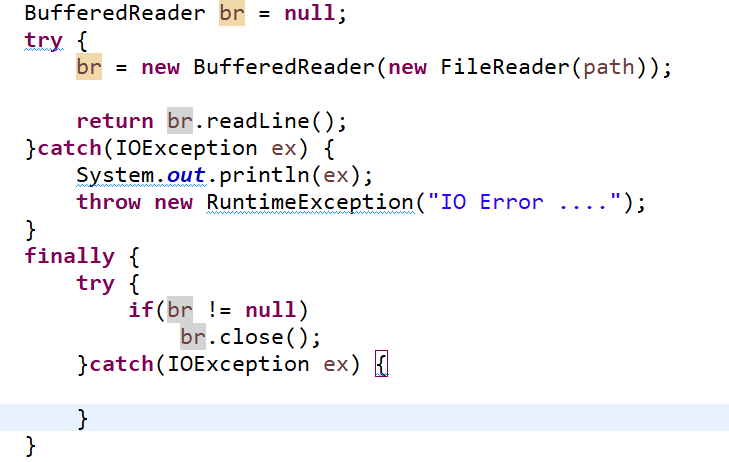 BufferedReader br = null;
try {
br = new BufferedReader(new FileReader(path));
return br.readLine();
}catch(IOException ex) {
System.out.println(ex);
throw new RuntimeException("IO Error ....");
}
finally {
try {
if(br != null)
br.close();
}catch(IOException ex) {
}
}